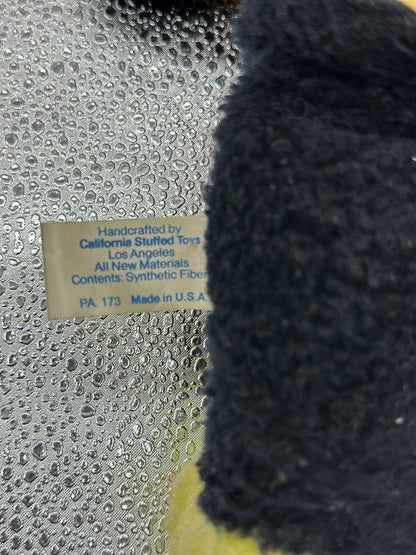 Handcrafted by
California Stuffed Toys
Los Angeles
All New Materials
Contents: Synthetic Fiber
PA. 173 Made in U.S.A.